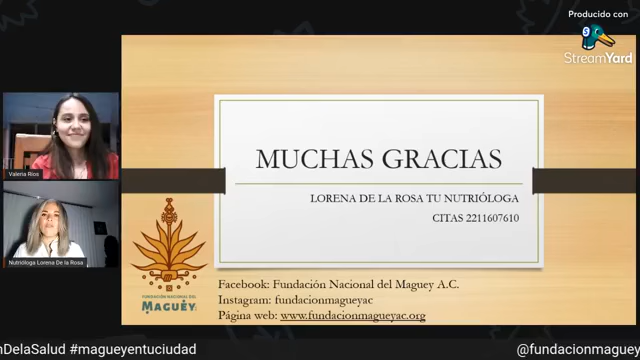 Producido con
StreamYard
MUCHAS GRACIAS
LORENA DE LA ROSA TU NUTRIÓLOGA
CITAS 2211607610
Valeria Ríos
Nutrióloga Lorena De la Rosa
FUNDACIÓN NACIONAL DEL
MAGUEY
Facebook: Fundación Nacional del Maguey A.C.
Instagram: fundacionmagueyac
Página web: www.fundacionmagueyac.org
nDelaSalud #magueyentuciudad
@fundacionmaguey